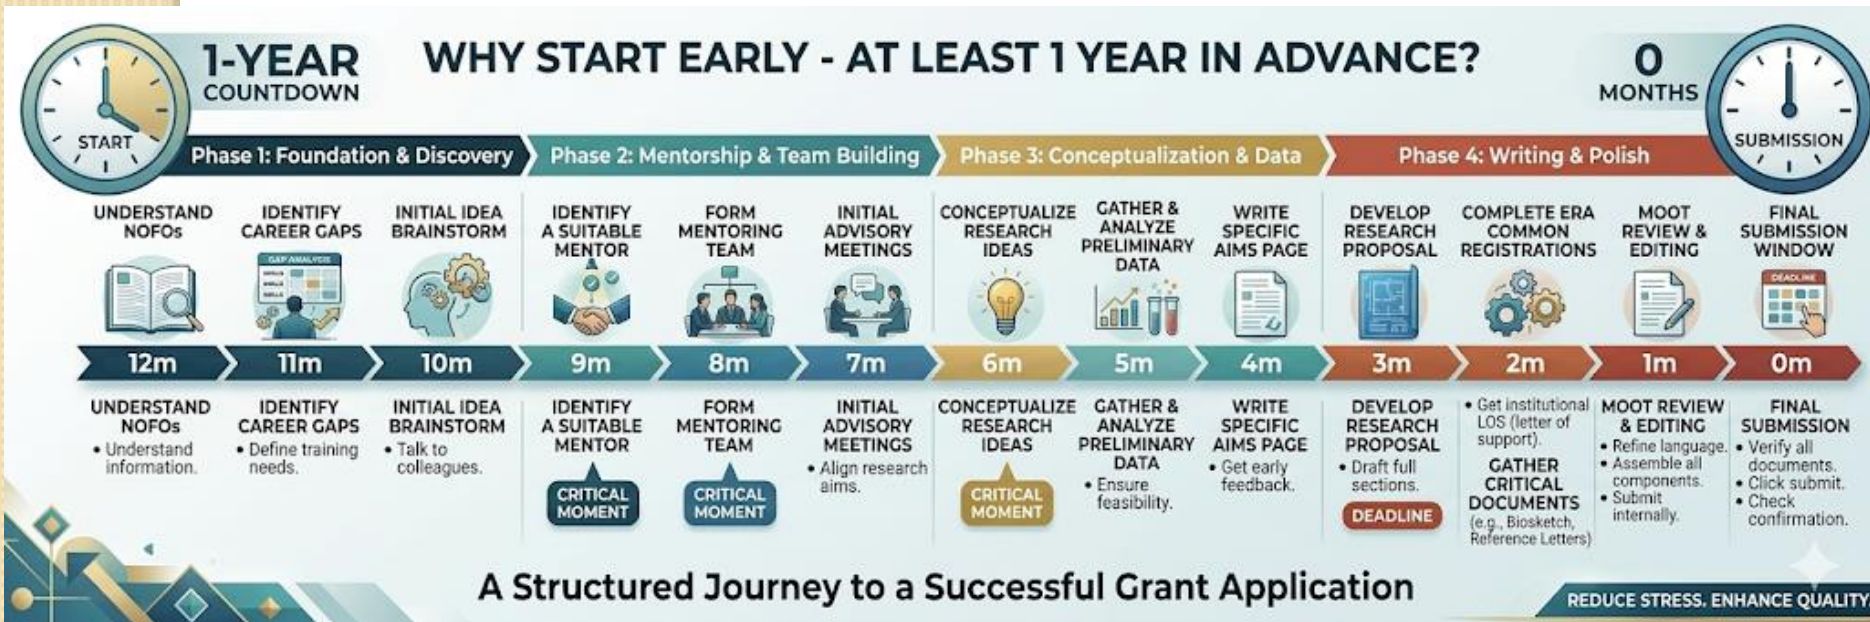 1-YEAR
COUNTDOWN
WHY START EARLY - AT LEAST 1 YEAR IN ADVANCE?
0
MONTHS
START
SUBMISSION
Phase 1: Foundation & Discovery
Phase 2: Mentorship & Team Building
Phase 3: Conceptualization & Data
Phase 4: Writing & Polish
UNDERSTAND
NOFOs
IDENTIFY
CAREER GAPS
GAP ANALYSIS
INITIAL IDEA
BRAINSTORM
IDENTIFY
A SUITABLE
MENTOR
FORM
MENTORING
TEAM
INITIAL
ADVISORY
MEETINGS
CONCEPTUALIZE
RESEARCH
IDEAS
GATHER &
ANALYZE
PRELIMINARY
DATA
WRITE
SPECIFIC
AIMS PAGE
DEVELOP
RESEARCH
PROPOSAL
COMPLETE ERA
COMMON
REGISTRATIONS
MOOT
REVIEW &
EDITING
FINAL
SUBMISSION
WINDOW
DEADLINE
12m
11m
10m
9m
8m
7m
6m
5m
4m
3m
2m
1m
0m
UNDERSTAND
NOFOs
• Understand
information.
IDENTIFY
CAREER GAPS
• Define training
needs.
INITIAL IDEA
BRAINSTORM
• Talk to
colleagues.
IDENTIFY
A SUITABLE
MENTOR
CRITICAL
MOMENT
FORM
MENTORING
TEAM
CRITICAL
MOMENT
INITIAL
ADVISORY
MEETINGS
• Align research
aims.
CONCEPTUALIZE
RESEARCH
IDEAS
CRITICAL
MOMENT
GATHER &
ANALYZE
PRELIMINARY
DATA
• Ensure
feasibility.
WRITE
SPECIFIC
AIMS PAGE
• Get early
feedback.
DEVELOP
RESEARCH
PROPOSAL
• Draft full
sections.
DEADLINE
• Get institutional
LOS (letter of
support).
GATHER
CRITICAL
DOCUMENTS
(e.g., Biosketch,
Reference Letters)
MOOT REVIEW
& EDITING
• Refine language.
• Assemble all
components.
• Submit
internally.
FINAL
SUBMISSION
• Verify all
documents.
• Click submit.
• Check
confirmation.
A Structured Journey to a Successful Grant Application
REDUCE STRESS. ENHANCE QUALITY.